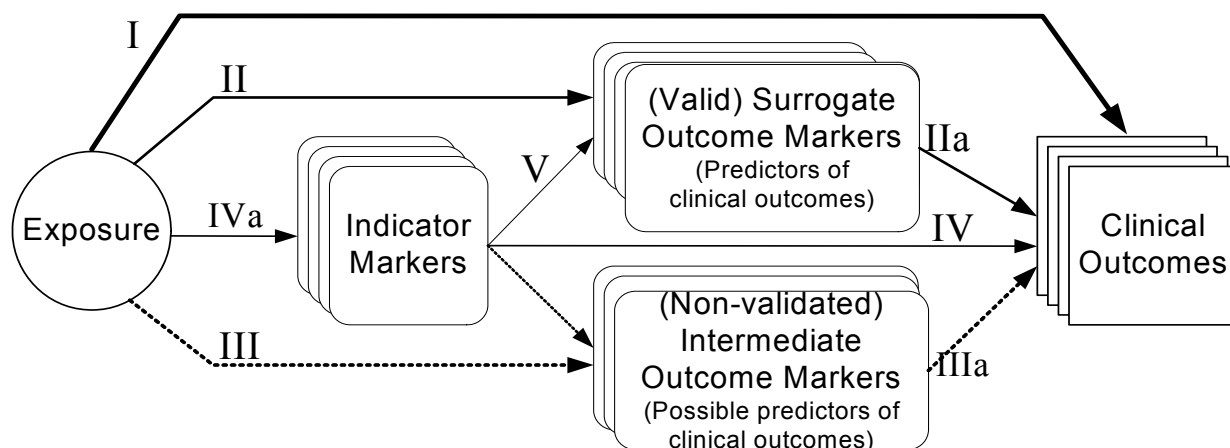 I
II
(Valid) Surrogate
Outcome Markers
(Predictors of
clinical outcomes)
IIa
V
Exposure
IVa
Indicator
Markers
IV
Clinical
Outcomes
III
(Non-validated)
Intermediate
Outcome Markers
(Possible predictors of
clinical outcomes)
IIIa